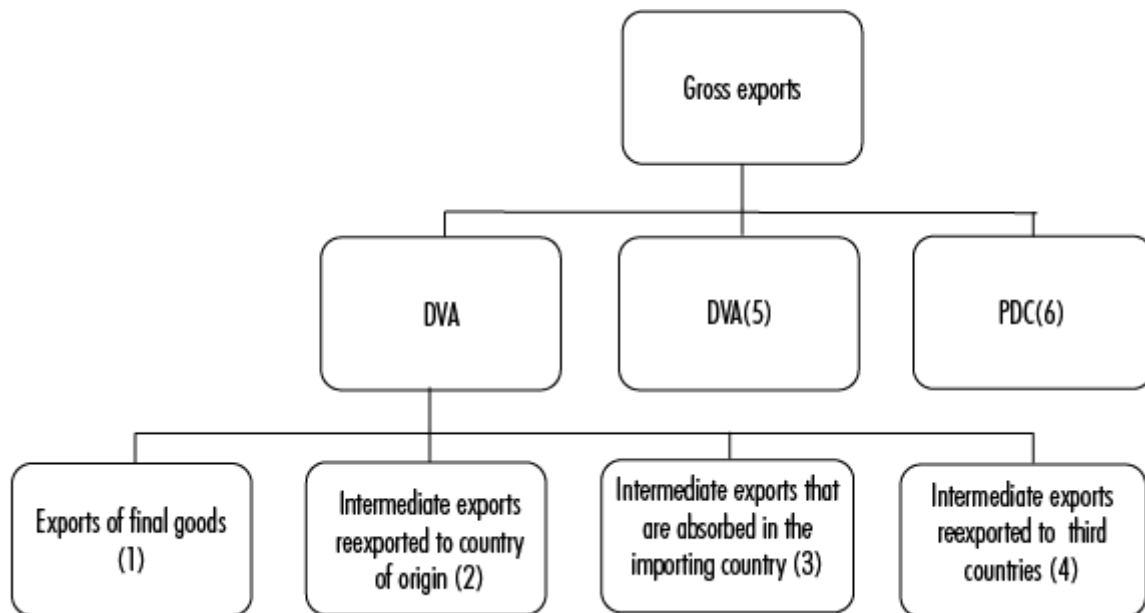 Gross exports
DVA
DVA(5)
PDC(6)
Exports of final goods
(1)
Intermediate exports
reexported to country
of origin (2)
Intermediate exports that
are absorbed in the
importing country (3)
Intermediate exports
reexported to third
countries (4)